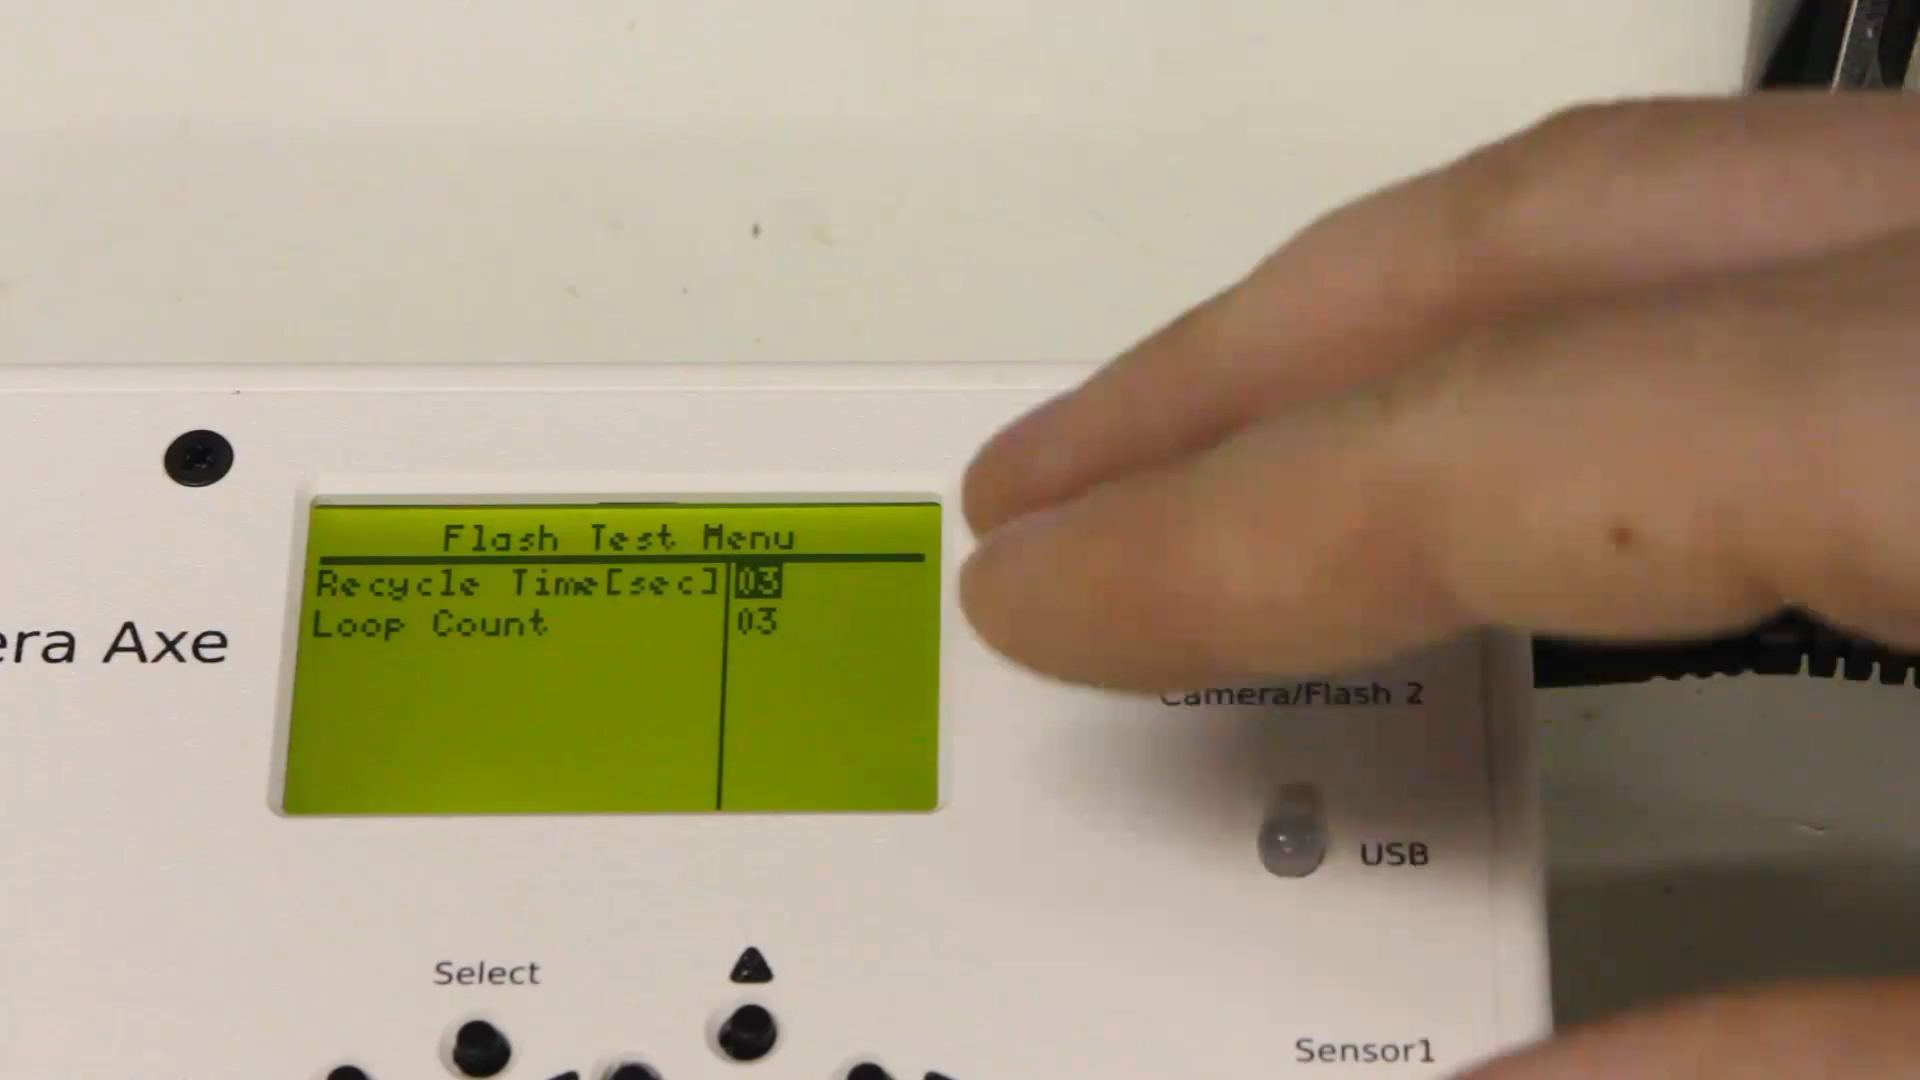 Flash Test Menu
Recycle Time[sec] 03
Loop Count 03
era Axe
Camera/Flash 2
USB
Select
Sensor1